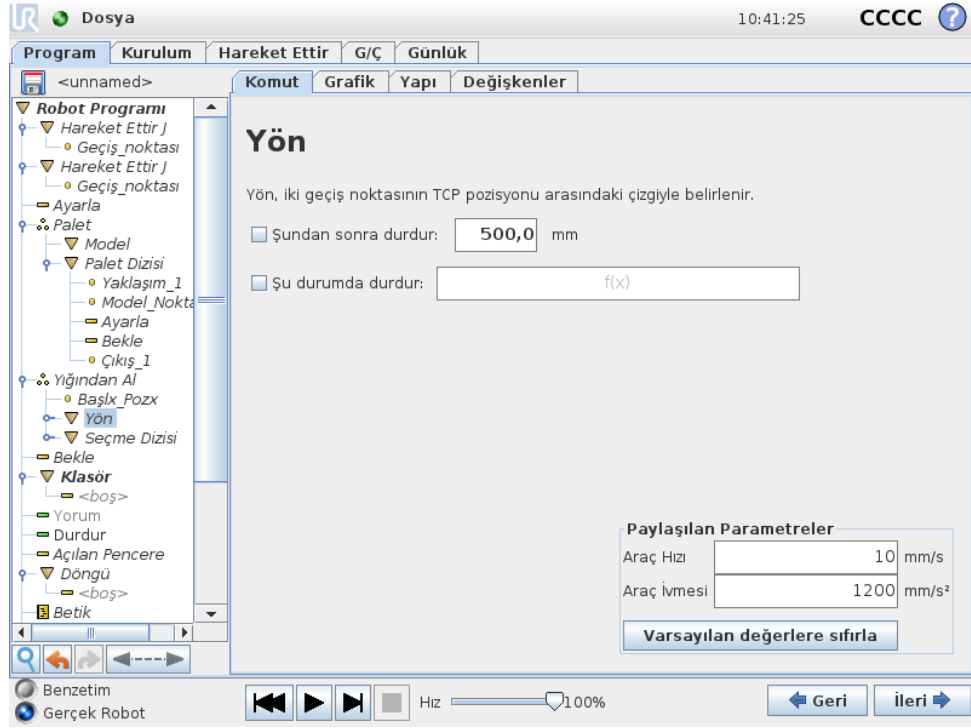 UR Dosya 10:41:25 CCCC ?
Program Kurulum Hareket Ettir G/Ç Günlük
<unnamed>
Komut Grafik Yapı Değişkenler
Robot Programı
Hareket Ettir J
Geçiş_noktası
Hareket Ettir J
Geçiş_noktası
Ayarla
Palet
Model
Palet Dizisi
Yaklaşım_1
Model_Nokta
Ayarla
Bekle
Çıkış_1
Yığından Al
Başlx_Pozx
Yön
Seçme Dizisi
Bekle
Klasör
<boş>
Yorum
Durdur
Açılan Pencere
Döngü
<boş>
Betik
Yön
Yön, iki geçiş noktasının TCP pozisyonu arasındaki çizgiyle belirlenir.
Şundan sonra durdur: 500,0 mm
Şu durumda durdur: f(x)
Paylaşılan Parametreler
Araç Hızı 10 mm/s
Araç İvmesi 1200 mm/s²
Varsayılan değerlere sıfırla
Benzetim
Gerçek Robot
Hız 100%
Geri İleri